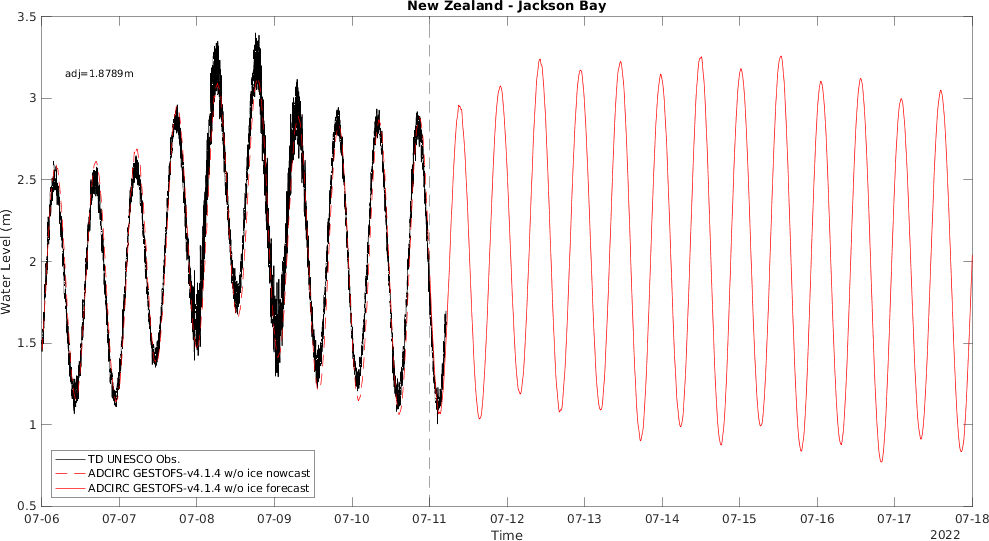 New Zealand - Jackson Bay
3.5
adj=1.8789m
3
2.5
2
1.5
1
0.5
Water Level (m)
TD UNESCO Obs.
ADCIRC GESTOFS-v4.1.4 w/o ice nowcast
ADCIRC GESTOFS-v4.1.4 w/o ice forecast
07-06 07-07 07-08 07-09 07-10 07-11 07-12 07-13 07-14 07-15 07-16 07-17 07-18
Time
2022